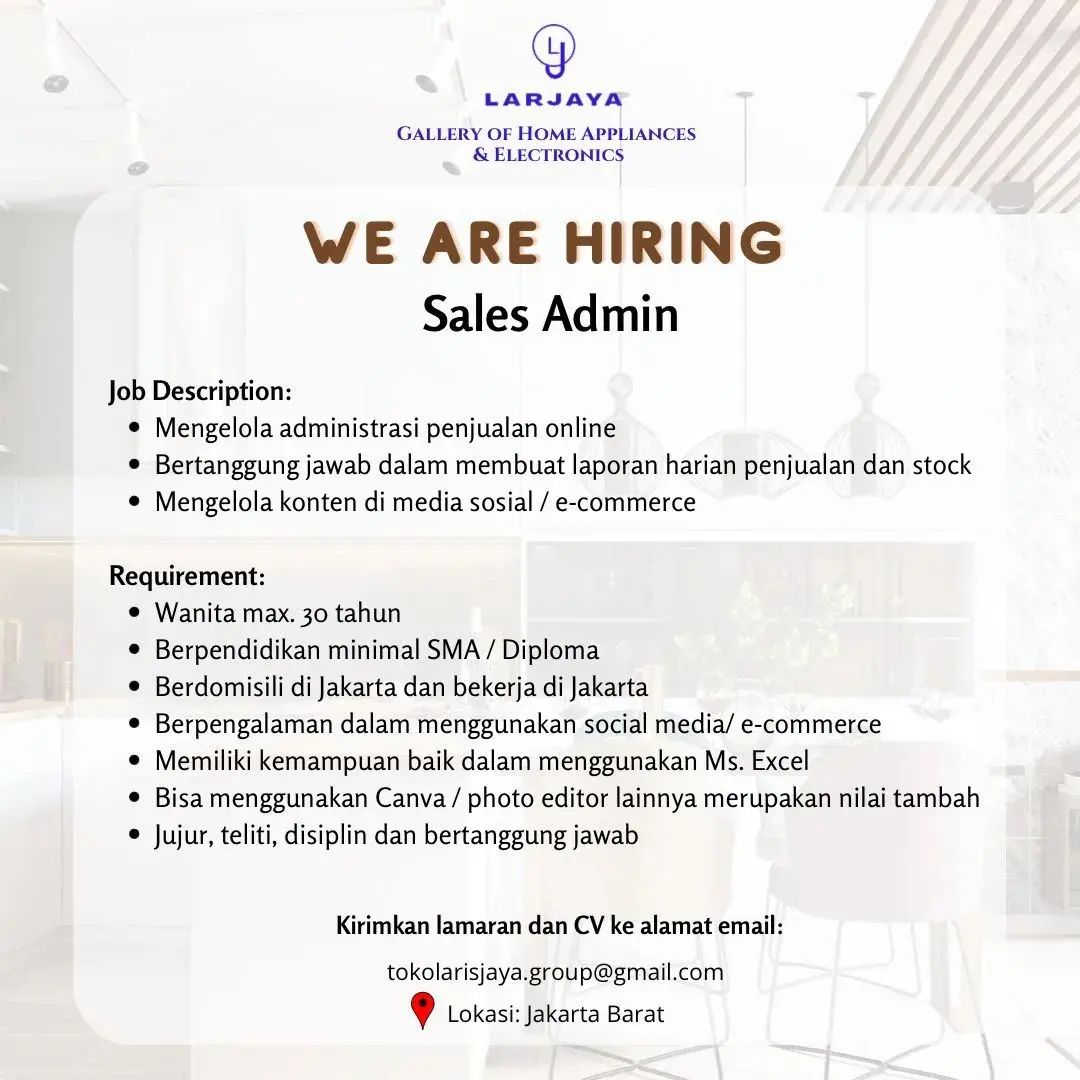 LJ
LARJAYA
Gallery of Home Appliances
& Electronics
WE ARE HIRING
Sales Admin
Job Description:
• Mengelola administrasi penjualan online
• Bertanggung jawab dalam membuat laporan harian penjualan dan stock
• Mengelola konten di media sosial / e-commerce
Requirement:
• Wanita max. 30 tahun
• Berpendidikan minimal SMA / Diploma
• Berdomisili di Jakarta dan bekerja di Jakarta
• Berpengalaman dalam menggunakan social media/ e-commerce
• Memiliki kemampuan baik dalam menggunakan Ms. Excel
• Bisa menggunakan Canva / photo editor lainnya merupakan nilai tambah
• Jujur, teliti, disiplin dan bertanggung jawab
Kirimkan lamaran dan CV ke alamat email:
tokolarisjaya.group@gmail.com
Lokasi: Jakarta Barat